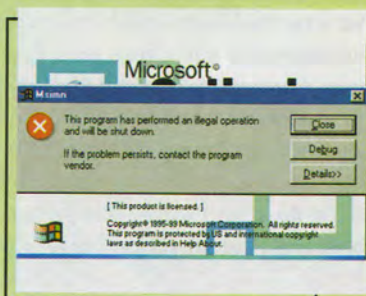 Microsoft®
Msimn
This program has performed an illegal operation
and will be shut down.
If the problem persists, contact the program
vendor.
Close
Debug
Details>>
[ This product is licensed. ]
Copyright© 1995-99 Microsoft Corporation. All rights reserved.
This program is protected by US and international copyright
laws as described in Help About.